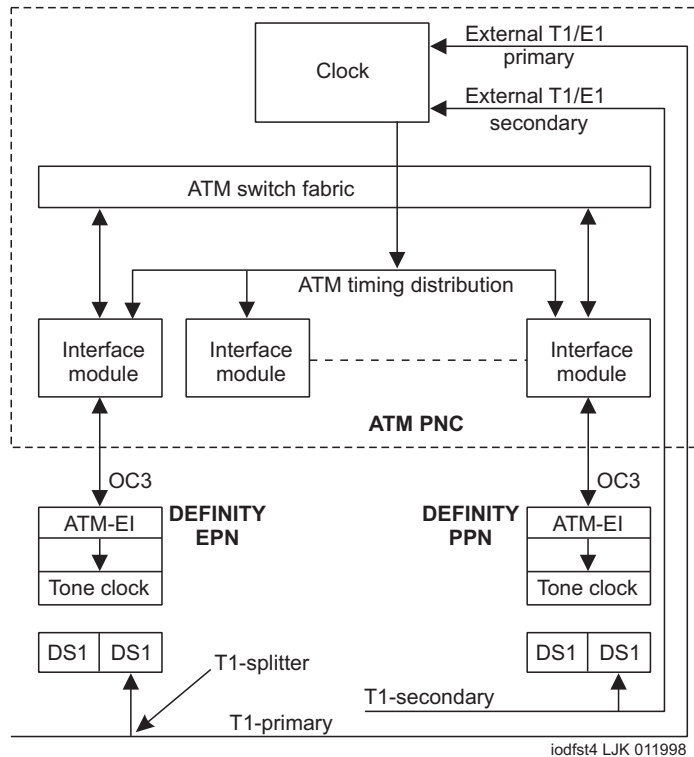 External T1/E1
primary
Clock
External T1/E1
secondary
ATM switch fabric
ATM timing distribution
Interface
module
Interface
module
Interface
module
ATM PNC
OC3
OC3
ATM-EI
DEFINITY
EPN
Tone clock
DEFINITY
PPN
ATM-EI
Tone clock
DS1
DS1
T1-splitter
DS1
DS1
T1-secondary
T1-primary
iodfst4 LJK 011998